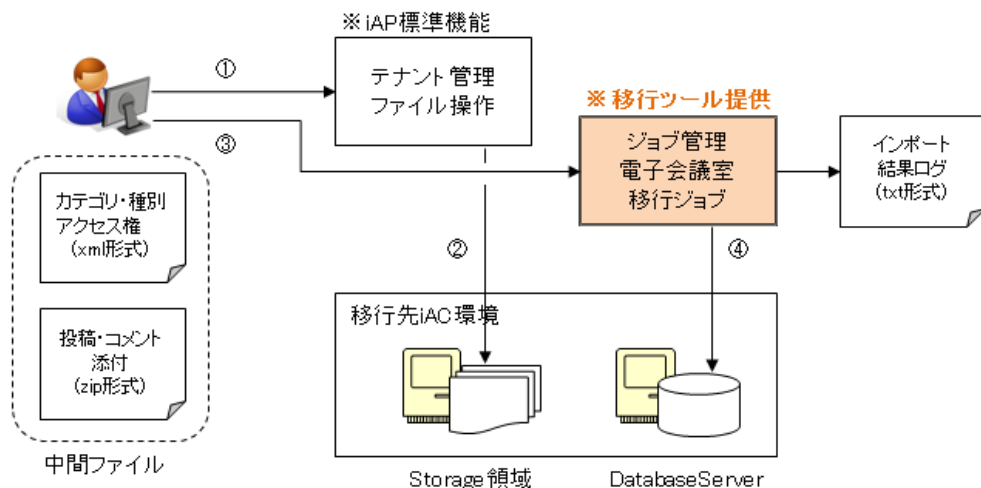 ※ iAP標準機能
①
テナント管理
ファイル操作
※ 移行ツール提供
③
ジョブ管理
電子会議室
移行ジョブ
インポート
結果ログ
(txt形式)
カテゴリ・種別
アクセス権
(xml形式)
②
④
移行先iAC環境
投稿・コメント
添付
(zip形式)
中間ファイル
Storage領域
DatabaseServer